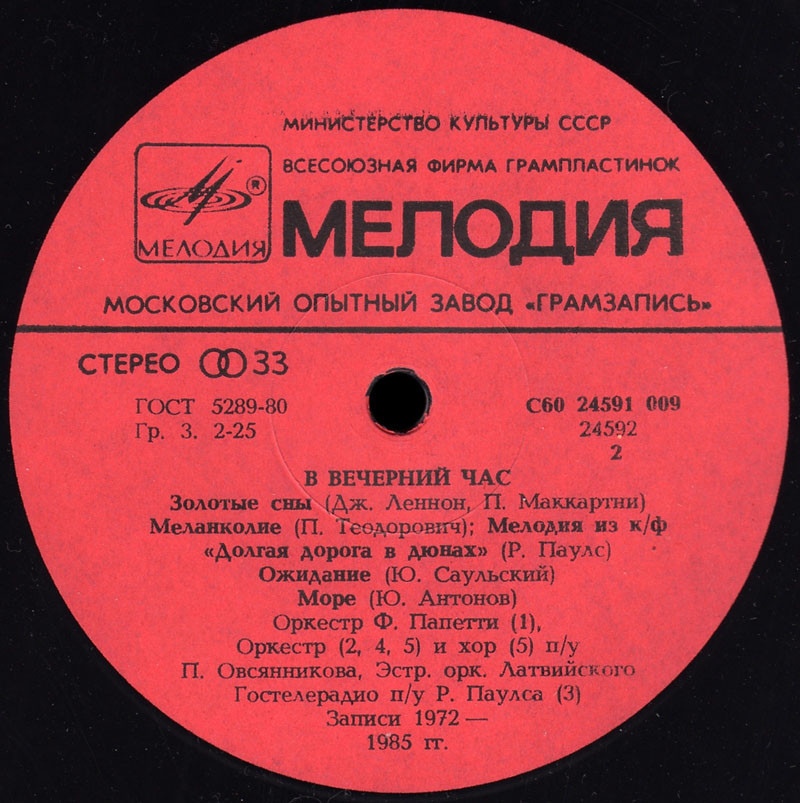 МИНИСТЕРСТВО КУЛЬТУРЫ СССР
ВСЕСОЮЗНАЯ ФИРМА ГРАМПЛАСТИНОК
®
МЕЛОДИЯ
МЕЛОДИЯ
МОСКОВСКИЙ ОПЫТНЫЙ ЗАВОД «ГРАМЗАПИСЬ»
СТЕРЕО 33
ГОСТ 5289-80
Гр. 3. 2-25
С60 24591 009
24592
2
В ВЕЧЕРНИЙ ЧАС
Золотые сны (Дж. Леннон, П. Маккартни)
Меланколие (П. Теодорович); Мелодия из к/ф
«Долгая дорога в дюнах» (Р. Паулс)
Ожидание (Ю. Саульский)
Море (Ю. Антонов)
Оркестр Ф. Папетти (1),
Оркестр (2, 4, 5) и хор (5) п/у
П. Овсянникова, Эстр. орк. Латвийского
Гостелерадио п/у Р. Паулса (3)
Записи 1972 —
1985 гг.